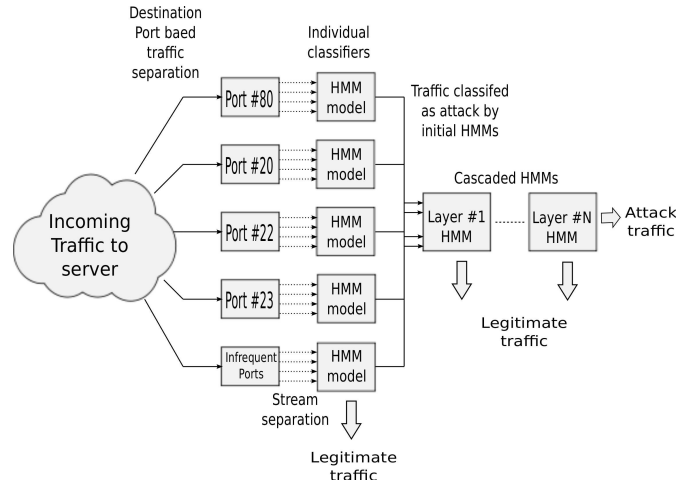 Destination
Port baed
traffic
separation
Individual
classifiers
Port #80
HMM
model
Traffic classifed
as attack by
initial HMMs
Port #20
HMM
model
Cascaded HMMs
Incoming
Traffic to
server
Port #22
HMM
model
Layer #1
HMM
Layer #N
HMM
Attack
traffic
Port #23
HMM
model
Legitimate
traffic
Infrequent
Ports
HMM
model
Stream
separation
Legitimate
traffic